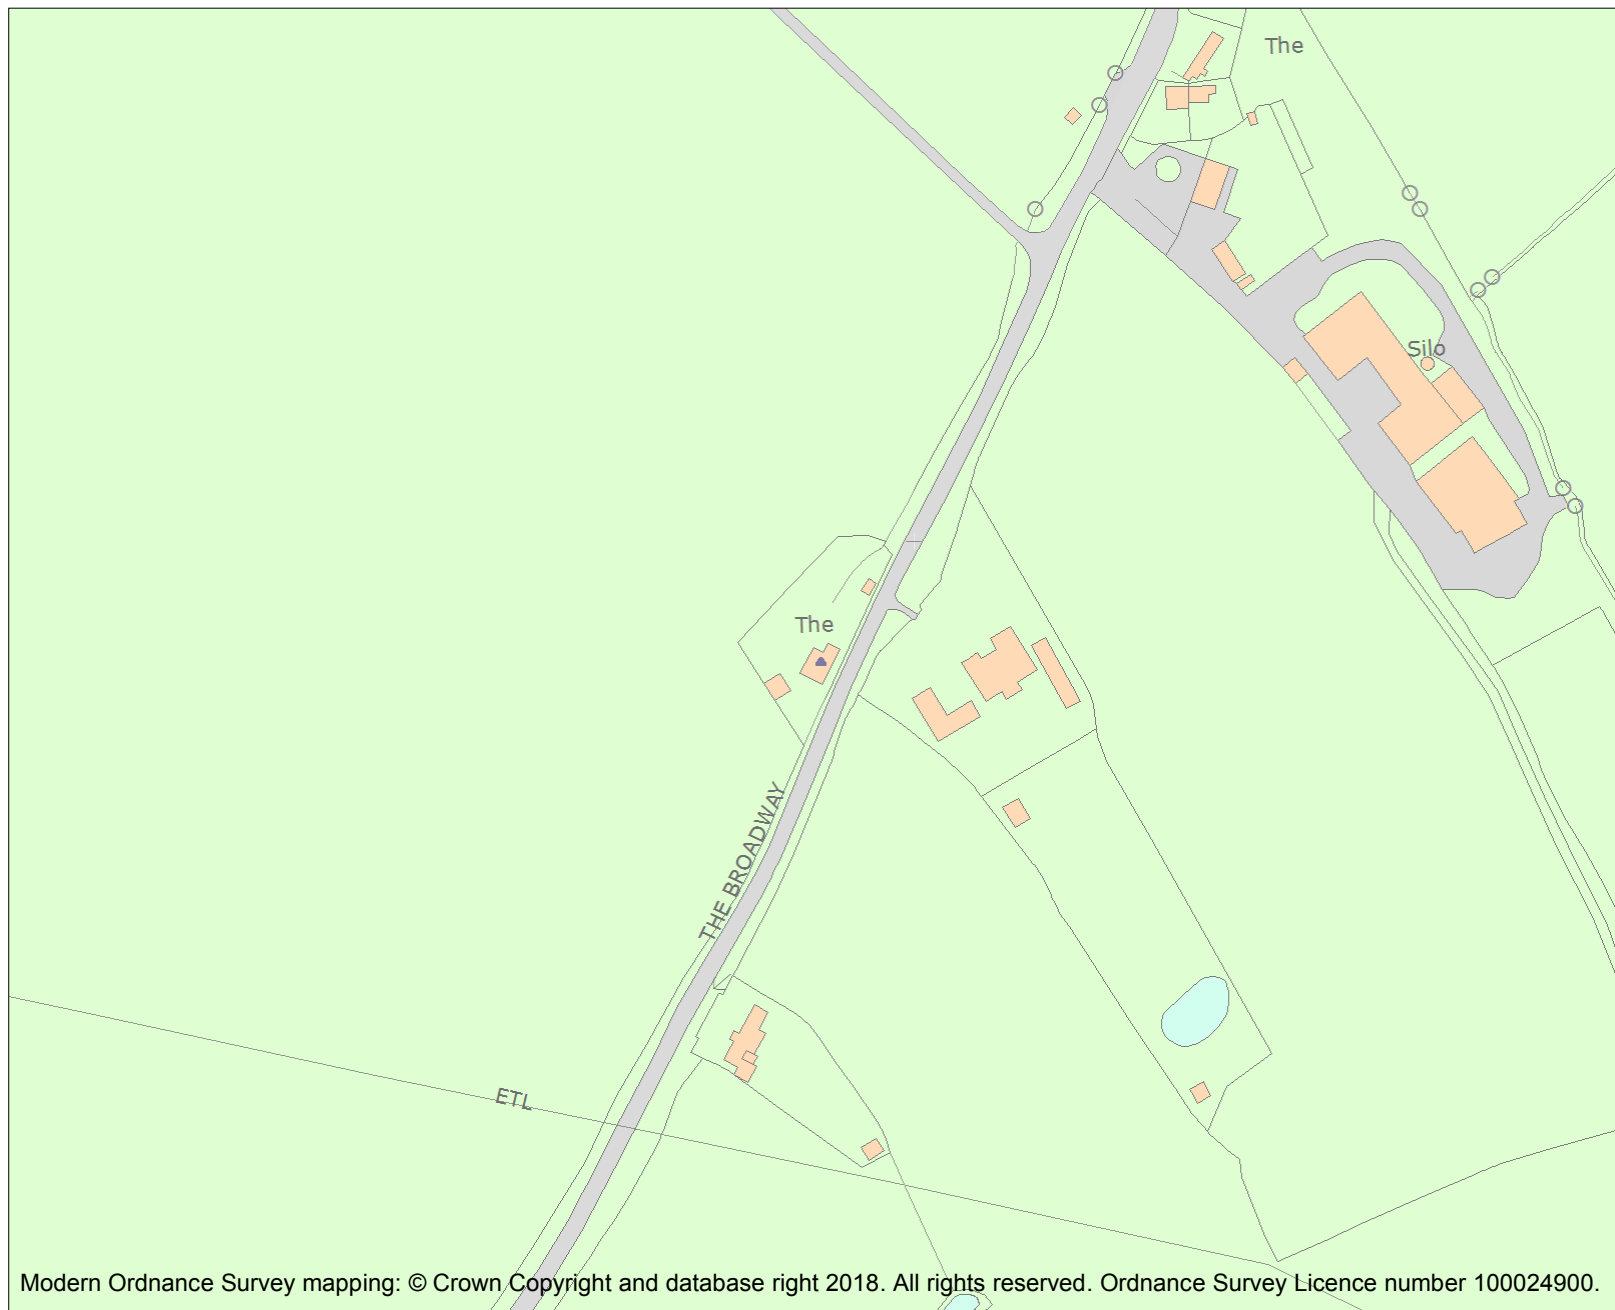 The
Silo
The
THE BROADWAY
ETL
Modern Ordnance Survey mapping: © Crown Copyright and database right 2018. All rights reserved. Ordnance Survey Licence number 100024900.